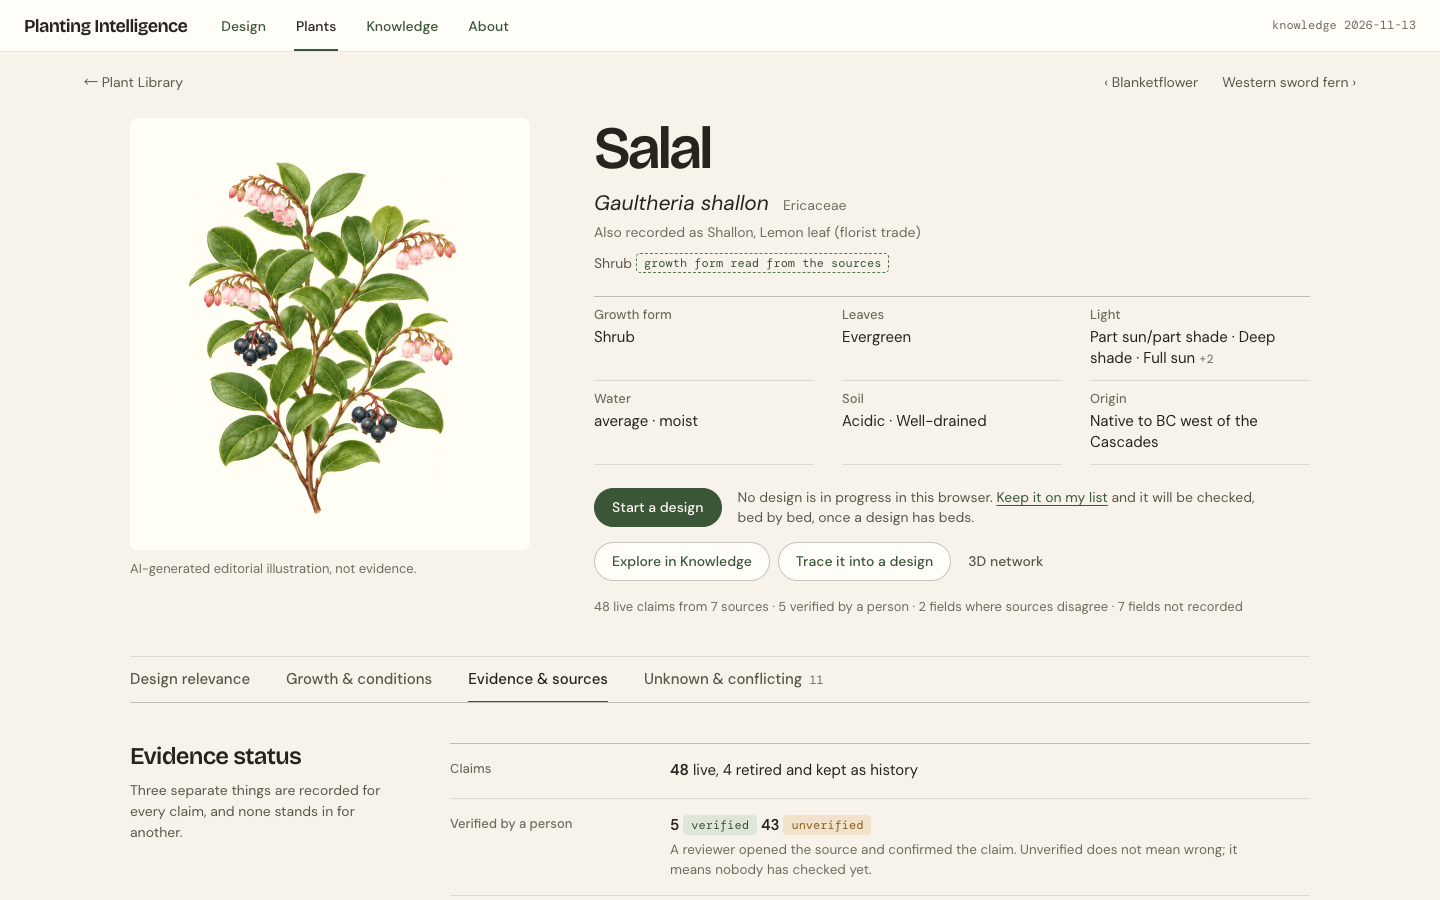 Planting Intelligence Design Plants Knowledge About knowledge 2026-11-13
← Plant Library ‹ Blanketflower Western sword fern ›
Salal
Gaultheria shallon Ericaceae
Also recorded as Shallon, Lemon leaf (florist trade)
Shrub growth form read from the sources
Growth form Leaves Light
Shrub Evergreen Part sun/part shade · Deep
shade · Full sun +2
Water Soil Origin
average · moist Acidic · Well-drained Native to BC west of the
Cascades
Start a design No design is in progress in this browser. Keep it on my list and it will be checked,
bed by bed, once a design has beds.
Explore in Knowledge Trace it into a design 3D network
AI-generated editorial illustration, not evidence.
48 live claims from 7 sources · 5 verified by a person · 2 fields where sources disagree · 7 fields not recorded
Design relevance Growth & conditions Evidence & sources Unknown & conflicting 11
Evidence status
Three separate things are recorded for
every claim, and none stands in for
another.
Claims 48 live, 4 retired and kept as history
Verified by a person 5 verified 43 unverified
A reviewer opened the source and confirmed the claim. Unverified does not mean wrong; it
means nobody has checked yet.